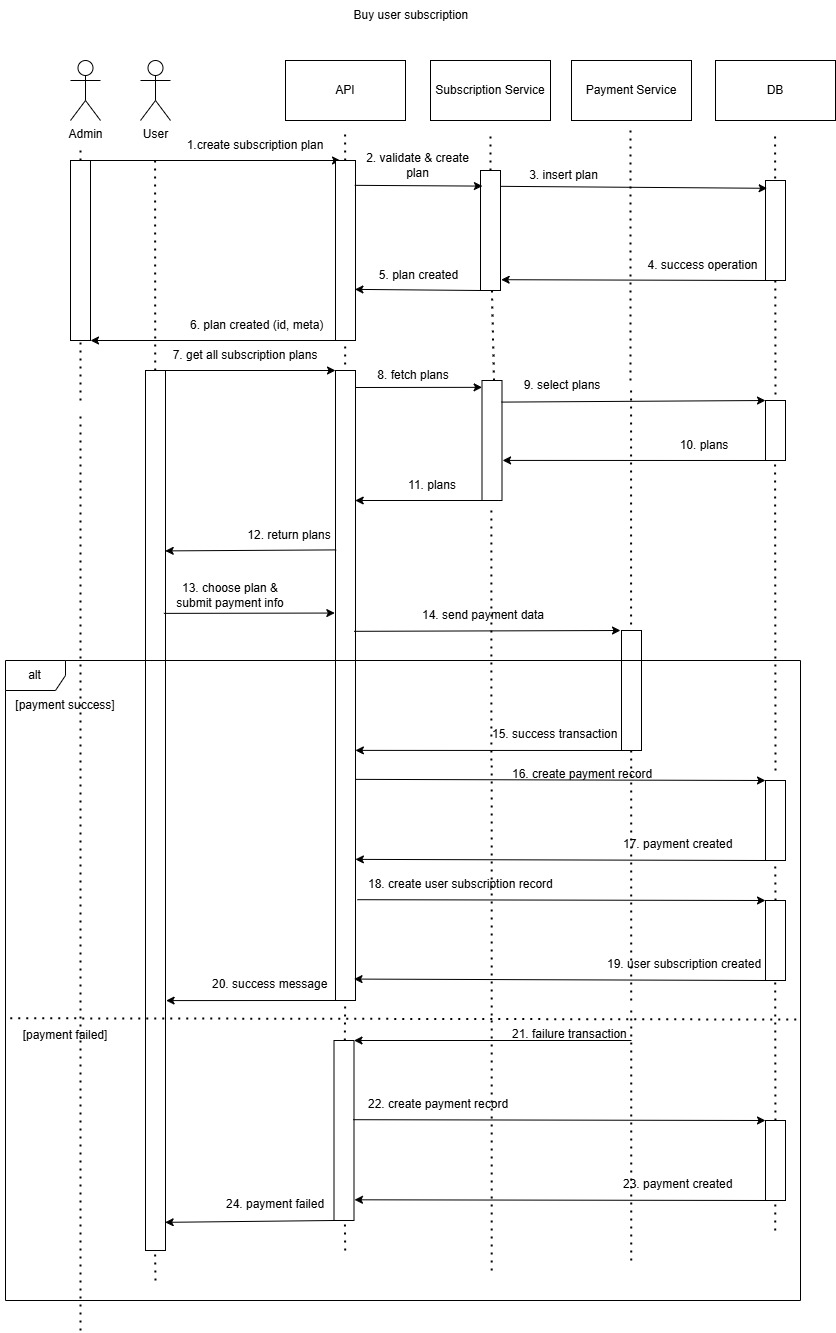 Buy user subscription
Admin
User
API
Subscription Service
Payment Service
DB
1.create subscription plan
2. validate & create
plan
3. insert plan
4. success operation
5. plan created
6. plan created (id, meta)
7. get all subscription plans
8. fetch plans
9. select plans
10. plans
11. plans
12. return plans
13. choose plan &
submit payment info
14. send payment data
alt
[payment success]
15. success transaction
16. create payment record
17. payment created
18. create user subscription record
19. user subscription created
20. success message
[payment failed]
21. failure transaction
22. create payment record
23. payment created
24. payment failed